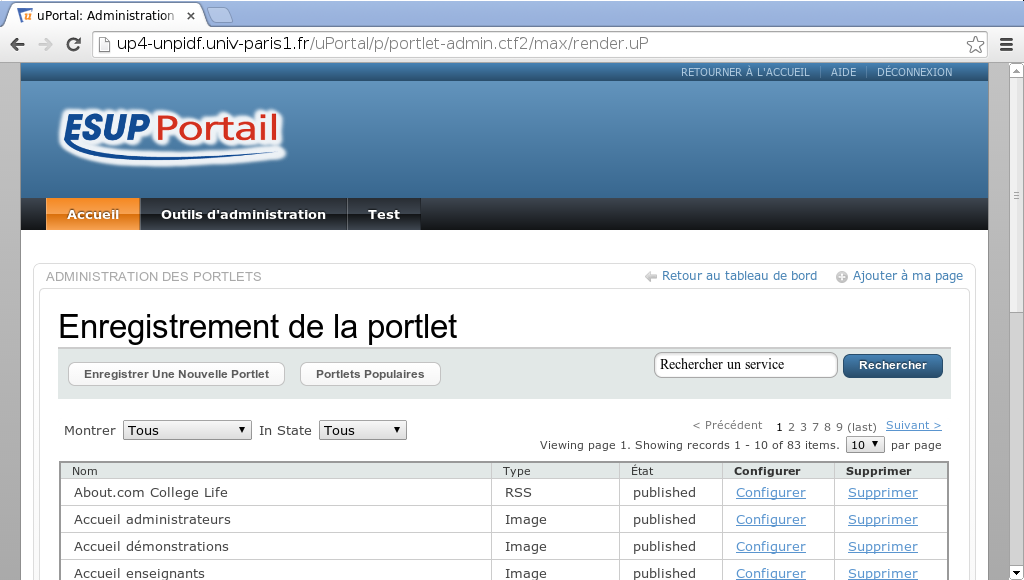 uPortal: Administration
up4-unpidf.univ-paris1.fr/uPortal/p/portlet-admin.ctf2/max/render.uP
RETOURNER À L'ACCUEIL AIDE DÉCONNEXION
ESUP Portail
Accueil Outils d'administration Test
ADMINISTRATION DES PORTLETS Retour au tableau de bord Ajouter à ma page
Enregistrement de la portlet
Enregistrer Une Nouvelle Portlet Portlets Populaires Rechercher un service Rechercher
Montrer Tous In State Tous < Précédent 1 2 3 7 8 9 (last) Suivant >
Viewing page 1. Showing records 1 - 10 of 83 items. 10 par page
Nom Type État Configurer Supprimer
About.com College Life RSS published Configurer Supprimer
Accueil administrateurs Image published Configurer Supprimer
Accueil démonstrations Image published Configurer Supprimer
Accueil enseignants Image published Configurer Supprimer